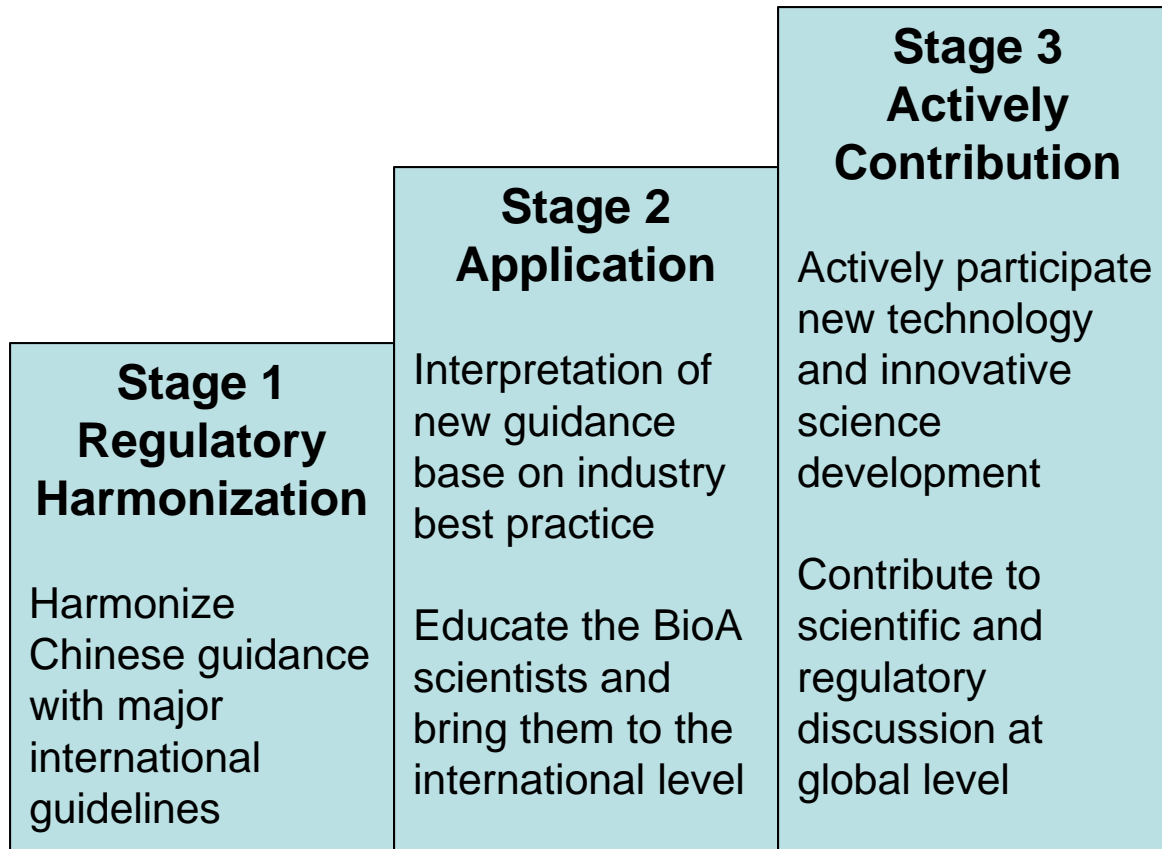 Stage 1
Regulatory
Harmonization
Harmonize
Chinese guidance
with major
international
guidelines
Stage 2
Application
Interpretation of
new guidance
base on industry
best practice
Educate the BioA
scientists and
bring them to the
international level
Stage 3
Actively
Contribution
Actively participate
new technology
and innovative
science
development
Contribute to
scientific and
regulatory
discussion at
global level